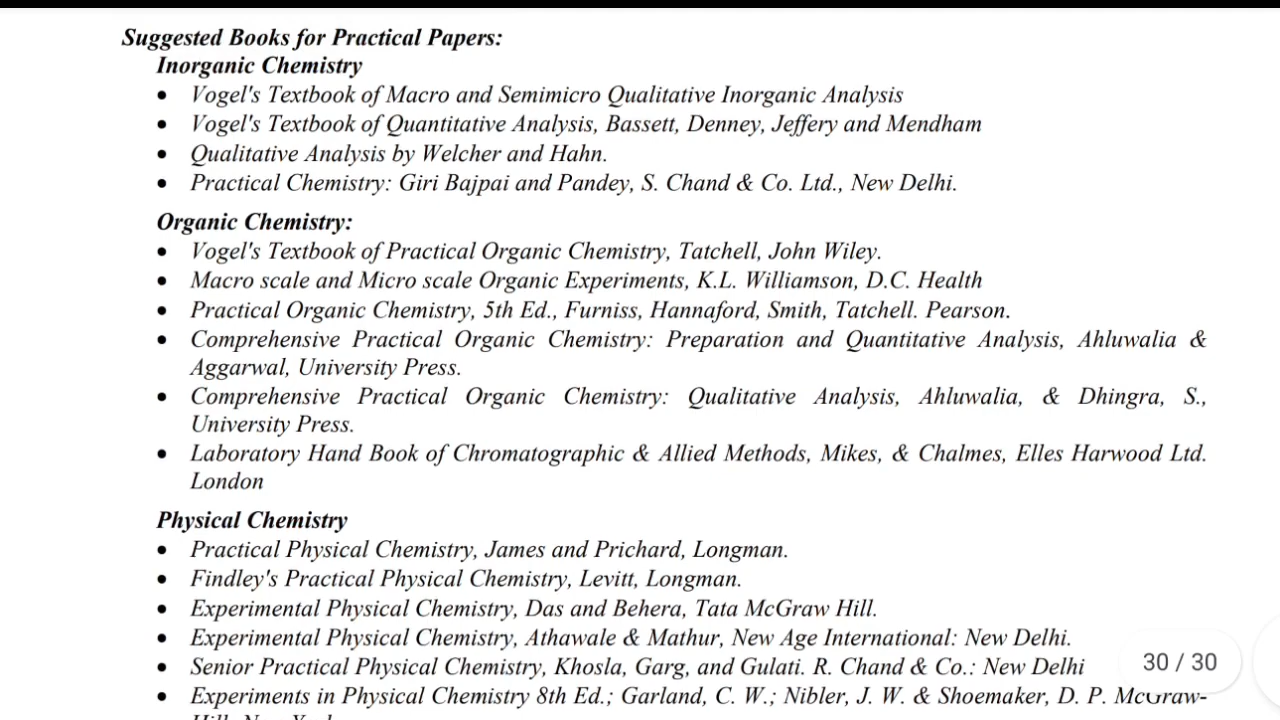 Suggested Books for Practical Papers:
Inorganic Chemistry
• Vogel's Textbook of Macro and Semimicro Qualitative Inorganic Analysis
• Vogel's Textbook of Quantitative Analysis, Bassett, Denney, Jeffery and Mendham
• Qualitative Analysis by Welcher and Hahn.
• Practical Chemistry: Giri Bajpai and Pandey, S. Chand & Co. Ltd., New Delhi.
Organic Chemistry:
• Vogel's Textbook of Practical Organic Chemistry, Tatchell, John Wiley.
• Macro scale and Micro scale Organic Experiments, K.L. Williamson, D.C. Health
• Practical Organic Chemistry, 5th Ed., Furniss, Hannaford, Smith, Tatchell. Pearson.
• Comprehensive Practical Organic Chemistry: Preparation and Quantitative Analysis, Ahluwalia &
Aggarwal, University Press.
• Comprehensive Practical Organic Chemistry: Qualitative Analysis, Ahluwalia, & Dhingra, S.,
University Press.
• Laboratory Hand Book of Chromatographic & Allied Methods, Mikes, & Chalmes, Elles Harwood Ltd.
London
Physical Chemistry
• Practical Physical Chemistry, James and Prichard, Longman.
• Findley's Practical Physical Chemistry, Levitt, Longman.
• Experimental Physical Chemistry, Das and Behera, Tata McGraw Hill.
• Experimental Physical Chemistry, Athawale & Mathur, New Age International: New Delhi.
• Senior Practical Physical Chemistry, Khosla, Garg, and Gulati. R. Chand & Co.: New Delhi
30 / 30
• Experiments in Physical Chemistry 8th Ed.; Garland, C. W.; Nibler, J. W. & Shoemaker, D. P. McGraw-